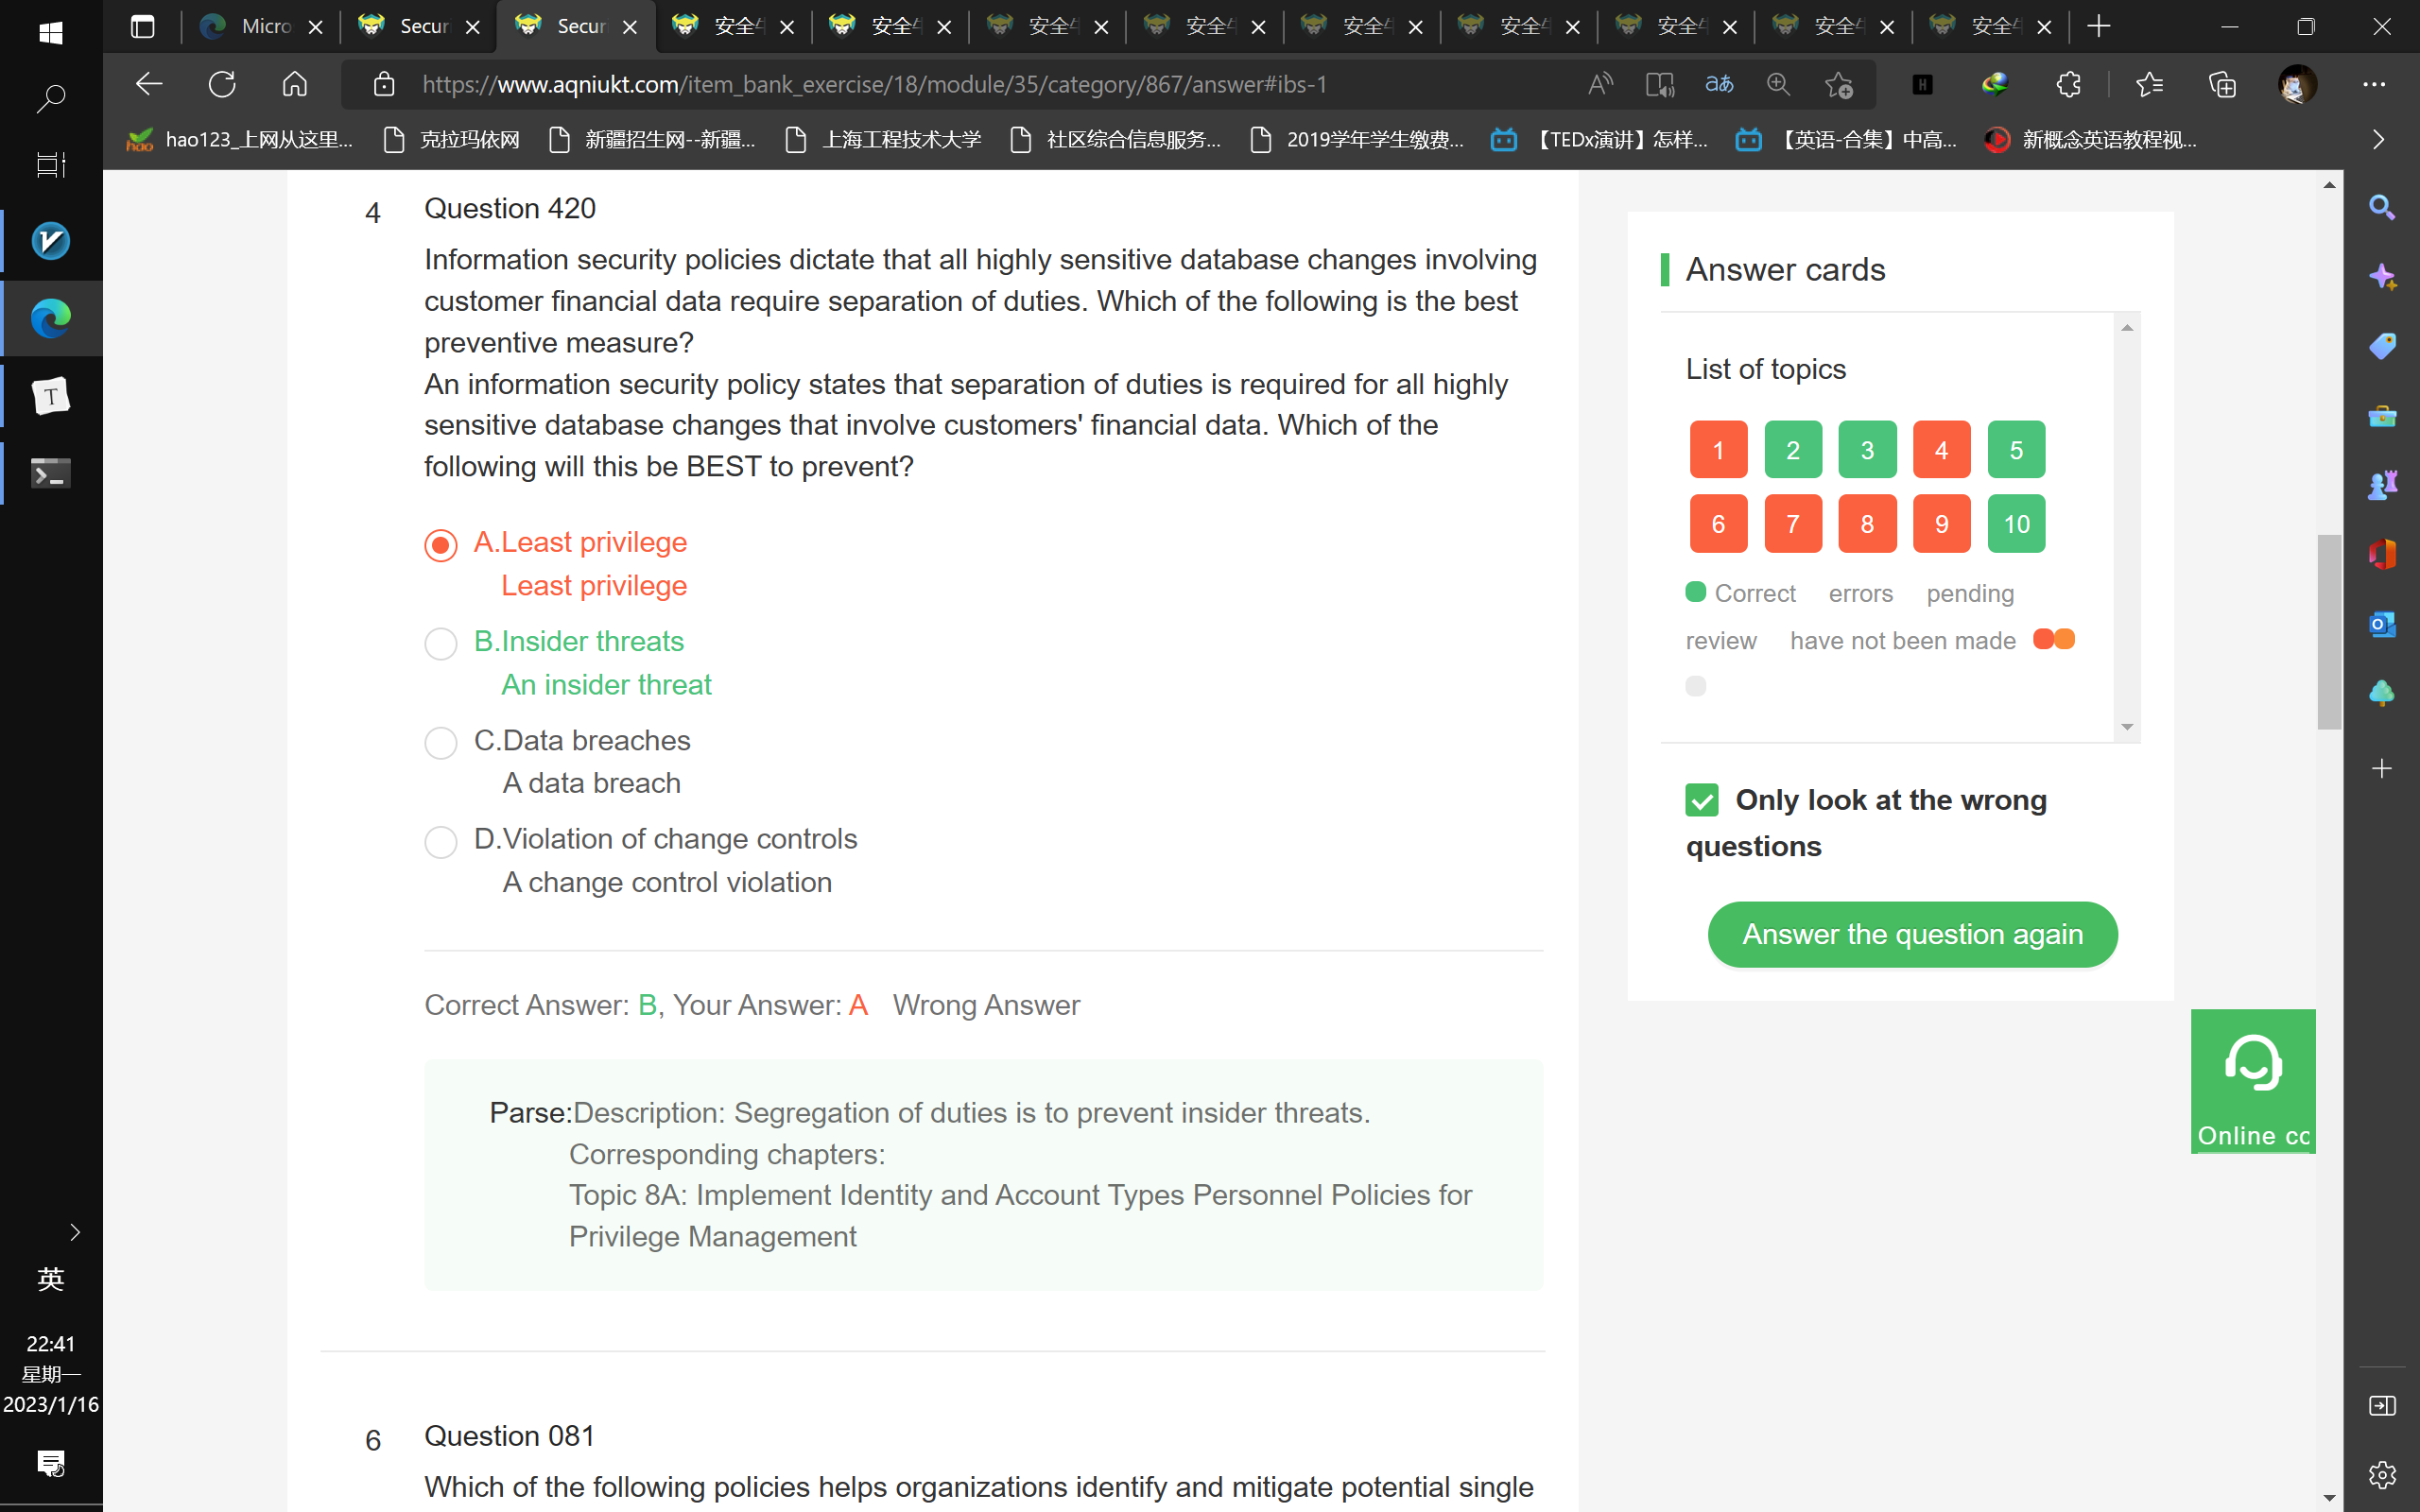 Micro
Secur
Secur
安全
安全
安全
安全
安全
安全
安全
安全
安全
https://www.aqniukt.com/item_bank_exercise/18/module/35/category/867/answer#ibs-1
hao123_上网从这里...
克拉玛依网
新疆招生网--新疆...
上海工程技术大学
社区综合信息服务...
2019学年学生缴费...
【TEDx演讲】怎样...
【英语-合集】中高...
新概念英语教程视...
4 Question 420
Information security policies dictate that all highly sensitive database changes involving
customer financial data require separation of duties. Which of the following is the best
preventive measure?
An information security policy states that separation of duties is required for all highly
sensitive database changes that involve customers' financial data. Which of the
following will this be BEST to prevent?
A.Least privilege
Least privilege
B.Insider threats
An insider threat
C.Data breaches
A data breach
D.Violation of change controls
A change control violation
Correct Answer: B, Your Answer: A Wrong Answer
Parse:Description: Segregation of duties is to prevent insider threats.
Corresponding chapters:
Topic 8A: Implement Identity and Account Types Personnel Policies for
Privilege Management
6 Question 081
Which of the following policies helps organizations identify and mitigate potential single
Answer cards
List of topics
1 2 3 4 5
6 7 8 9 10
Correct errors pending
review have not been made
Only look at the wrong
questions
Answer the question again
Online cc
英
22:41
星期一
2023/1/16